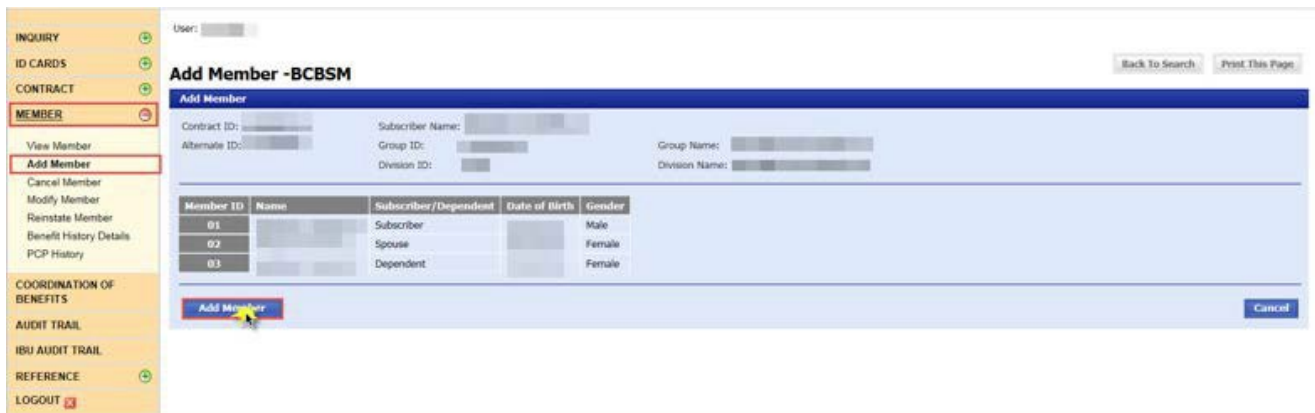 INQUIRY
ID CARDS
CONTRACT
MEMBER
View Member
Add Member
Cancel Member
Modify Member
Reinstate Member
Benefit History Details
PCP History
COORDINATION OF
BENEFITS
AUDIT TRAIL
IBU AUDIT TRAIL
REFERENCE
LOGOUT
User:
Back To Search Print This Page
Add Member -BCBSM
Add Member
Contract ID: Subscriber Name:
Alternate ID: Group ID: Group Name:
Division ID: Division Name:
Member ID Name Subscriber/Dependent Date of Birth Gender
01 Subscriber Male
02 Spouse Female
03 Dependent Female
Add Member Cancel